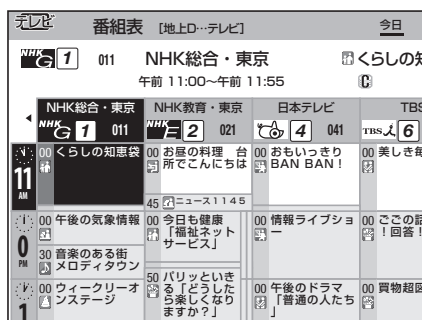 テレビ 番組表 [地上D…テレビ] 今日
NHK G 1 011 NHK総合・東京 くらしの知
午前 11:00~午前 11:55
NHK総合・東京 NHK教育・東京 日本テレビ TBS
NHK G 1 011 NHK E 2 021 4 041 TBS 6
11 AM
00 くらしの知恵袋
00 お昼の料理 台
所でこんにちは
45 ニュース1145
00 おもいっきり
BAN BAN!
00 美しき毎
0 PM
00 午後の気象情報
30 音楽のある街
メロディタウン
00 今日も健康
「福祉ネット
サービス」
50 パリッといき
る「どうした
ら楽しくなり
ますか?」
00 情報ライブショ
ー
00 ごごの話
!回答!
1
00 ウィークリーオ
ンステージ
00 午後のドラマ
「普通の人たち
」
00 買物超図